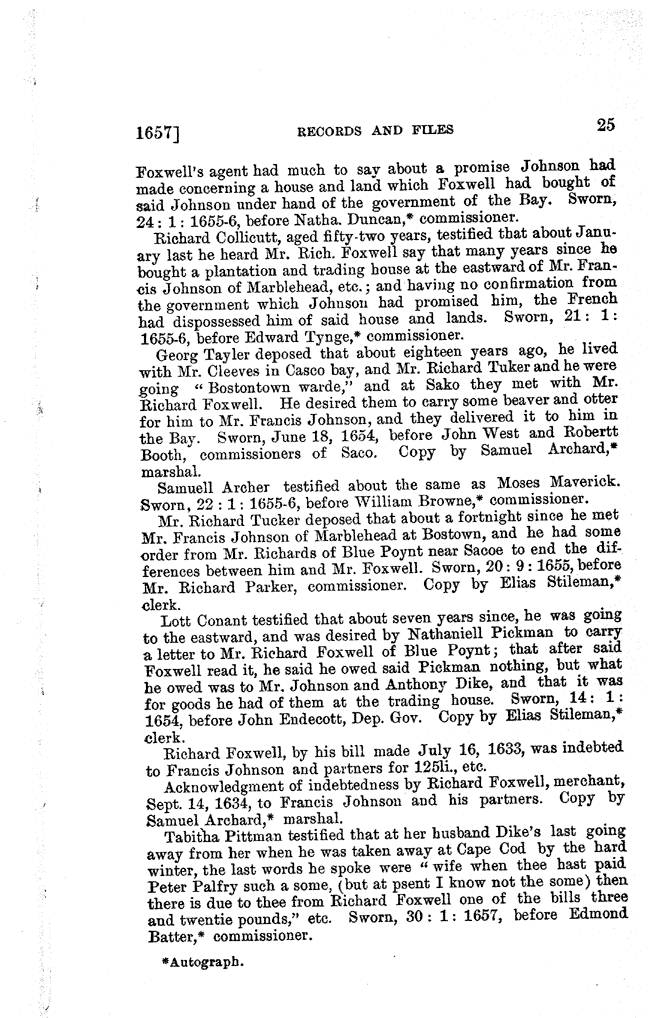 1657] RECORDS AND FILES 25
Foxwell's agent had much to say about a promise Johnson had
made concerning a house and land which Foxwell had bought of
said Johnson under hand of the government of the Bay. Sworn,
24: 1: 1655-6, before Natha. Duncan,* commissioner.
Richard Collicutt, aged fifty-two years, testified that about Janu-
ary last he heard Mr. Rich. Foxwell say that many years since he
bought a plantation and trading house at the eastward of Mr. Fran-
cis Johnson of Marblehead, etc.; and having no confirmation from
the government which Johnson had promised him, the French
had dispossessed him of said house and lands. Sworn, 21: 1:
1655-6, before Edward Tynge,* commissioner.
Georg Tayler deposed that about eighteen years ago, he lived
with Mr. Cleeves in Casco bay, and Mr. Richard Tuker and he were
going " Bostontown warde," and at Sako they met with Mr.
Richard Foxwell. He desired them to carry some beaver and otter
for him to Mr. Francis Johnson, and they delivered it to him in
the Bay. Sworn, June 18, 1654, before John West and Robertt
Booth, commissioners of Saco. Copy by Samuel Archard,*
marshal.
Samuell Archer testified about the same as Moses Maverick.
Sworn, 22 : 1 : 1655-6, before William Browne,* commissioner.
Mr. Richard Tucker deposed that about a fortnight since he met
Mr. Francis Johnson of Marblehead at Bostown, and he had some
order from Mr. Richards of Blue Poynt near Sacoe to end the dif-
ferences between him and Mr. Foxwell. Sworn, 20: 9: 1655, before
Mr. Richard Parker, commissioner. Copy by Elias Stileman,*
clerk.
Lott Conant testified that about seven years since, he was going
to the eastward, and was desired by Nathaniell Pickman to carry
a letter to Mr. Richard Foxwell of Blue Poynt; that after said
Foxwell read it, he said he owed said Pickman nothing, but what
he owed was to Mr. Johnson and Anthony Dike, and that it was
for goods he had of them at the trading house. Sworn, 14: 1:
1654, before John Endecott, Dep. Gov. Copy by Elias Stileman,*
clerk.
Richard Foxwell, by his bill made July 16, 1633, was indebted
to Francis Johnson and partners for 125li., etc.
Acknowledgment of indebtedness by Richard Foxwell, merchant,
Sept. 14, 1634, to Francis Johnson and his partners. Copy by
Samuel Archard,* marshal.
Tabitha Pittman testified that at her husband Dike's last going
away from her when he was taken away at Cape Cod by the hard
winter, the last words he spoke were " wife when thee hast paid
Peter Palfry such a some, (but at psent I know not the some) then
there is due to thee from Richard Foxwell one of the bills three
and twentie pounds," etc. Sworn, 30: 1: 1657, before Edmond
Batter,* commissioner.
*Autograph.